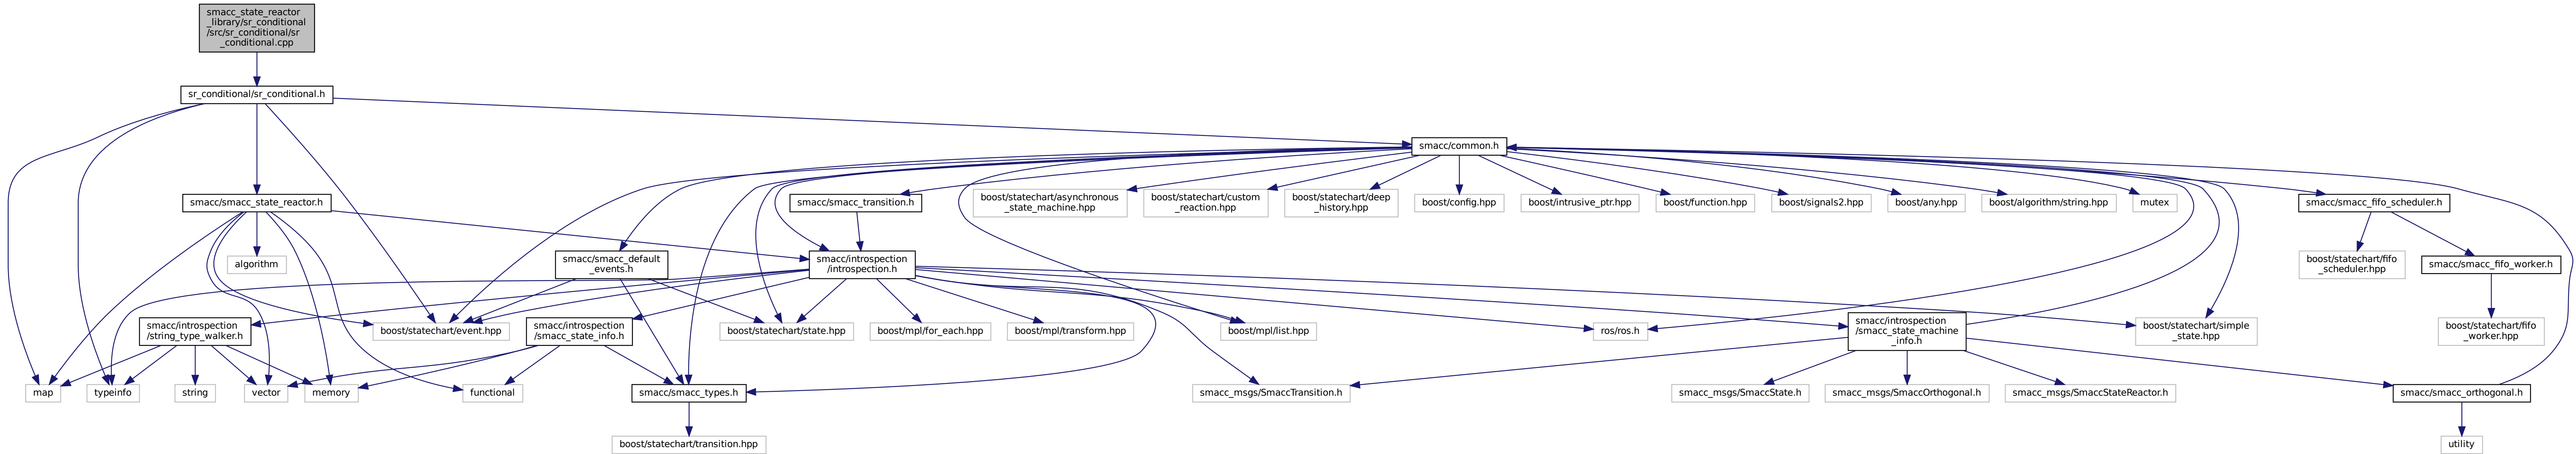 smacc_state_reactor
_library/sr_conditional
/src/sr_conditional/sr
_conditional.cpp
sr_conditional/sr_conditional.h
smacc/common.h
smacc/smacc_state_reactor.h
smacc/smacc_transition.h
boost/statechart/asynchronous
_state_machine.hpp
boost/statechart/custom
_reaction.hpp
boost/statechart/deep
_history.hpp
boost/config.hpp
boost/intrusive_ptr.hpp
boost/function.hpp
boost/signals2.hpp
boost/any.hpp
boost/algorithm/string.hpp
mutex
smacc/smacc_fifo_scheduler.h
algorithm
smacc/smacc_default
_events.h
smacc/introspection
/introspection.h
boost/statechart/fifo
_scheduler.hpp
smacc/smacc_fifo_worker.h
smacc/introspection
/string_type_walker.h
boost/statechart/event.hpp
smacc/introspection
/smacc_state_info.h
boost/statechart/state.hpp
boost/mpl/for_each.hpp
boost/mpl/transform.hpp
boost/mpl/list.hpp
ros/ros.h
smacc/introspection
/smacc_state_machine
_info.h
boost/statechart/simple
_state.hpp
boost/statechart/fifo
_worker.hpp
map
typeinfo
string
vector
memory
functional
smacc/smacc_types.h
smacc_msgs/SmaccTransition.h
smacc_msgs/SmaccState.h
smacc_msgs/SmaccOrthogonal.h
smacc_msgs/SmaccStateReactor.h
smacc/smacc_orthogonal.h
boost/statechart/transition.hpp
utility